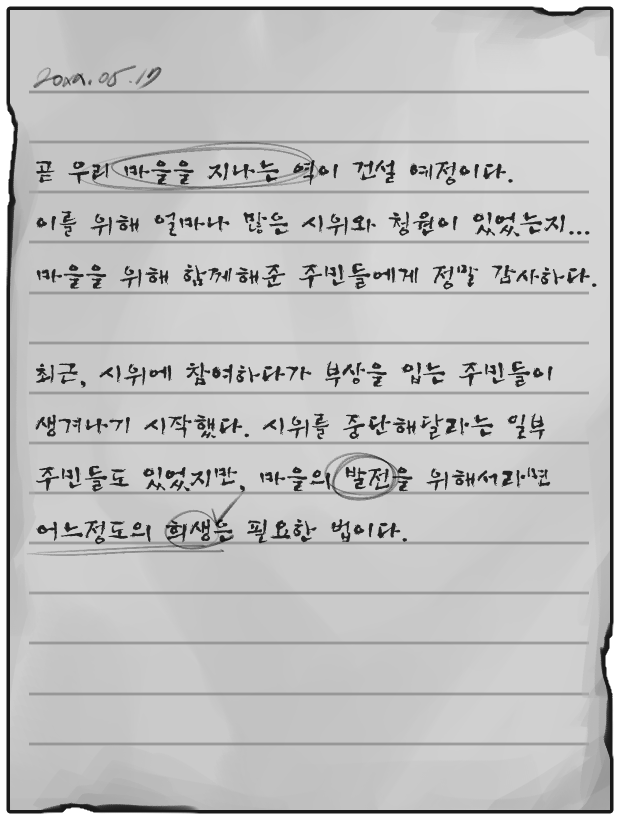 20xx.05.17
곧 우리 마을을 지나는 역이 건설 예정이다.
이를 위해 얼마나 많은 시위와 청원이 있었는지...
마을을 위해 함께해준 주민들에게 정말 감사하다.
최근, 시위에 참여하다가 부상을 입는 주민들이
생겨나기 시작했다. 시위를 중단해달라는 일부
주민들도 있었지만, 마을의 발전을 위해서라면
어느정도의 희생은 필요한 법이다.